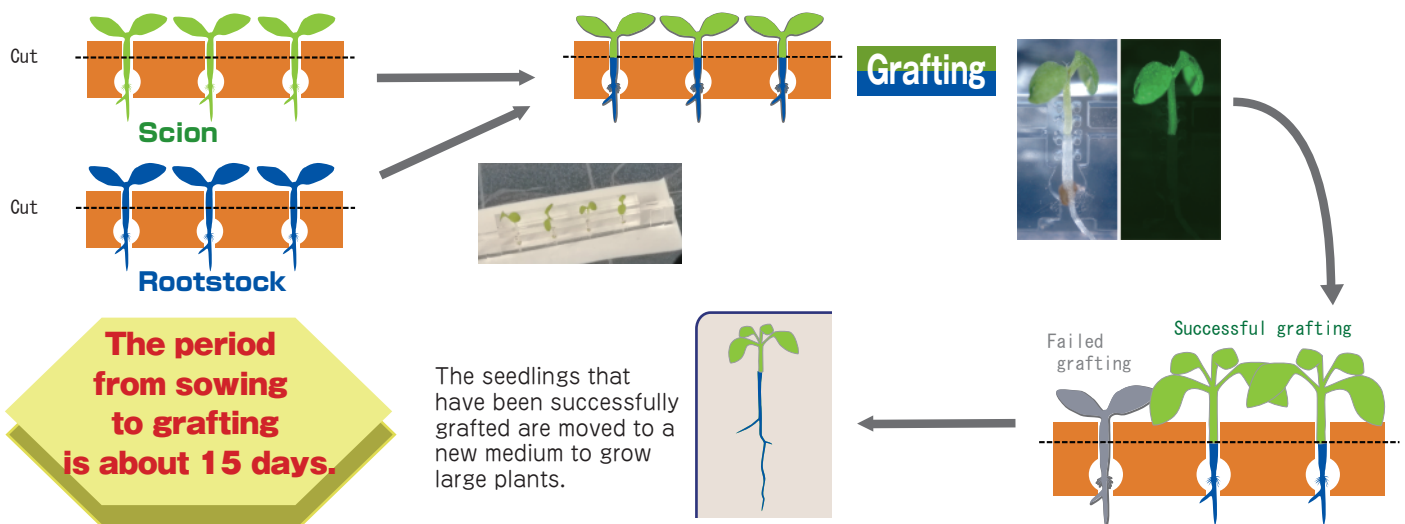 Cut
Scion
Cut
Rootstock
Grafting
The period
from sowing
to grafting
is about 15 days.
The seedlings that
have been successfully
grafted are moved to a
new medium to grow
large plants.
Failed
grafting
Successful grafting